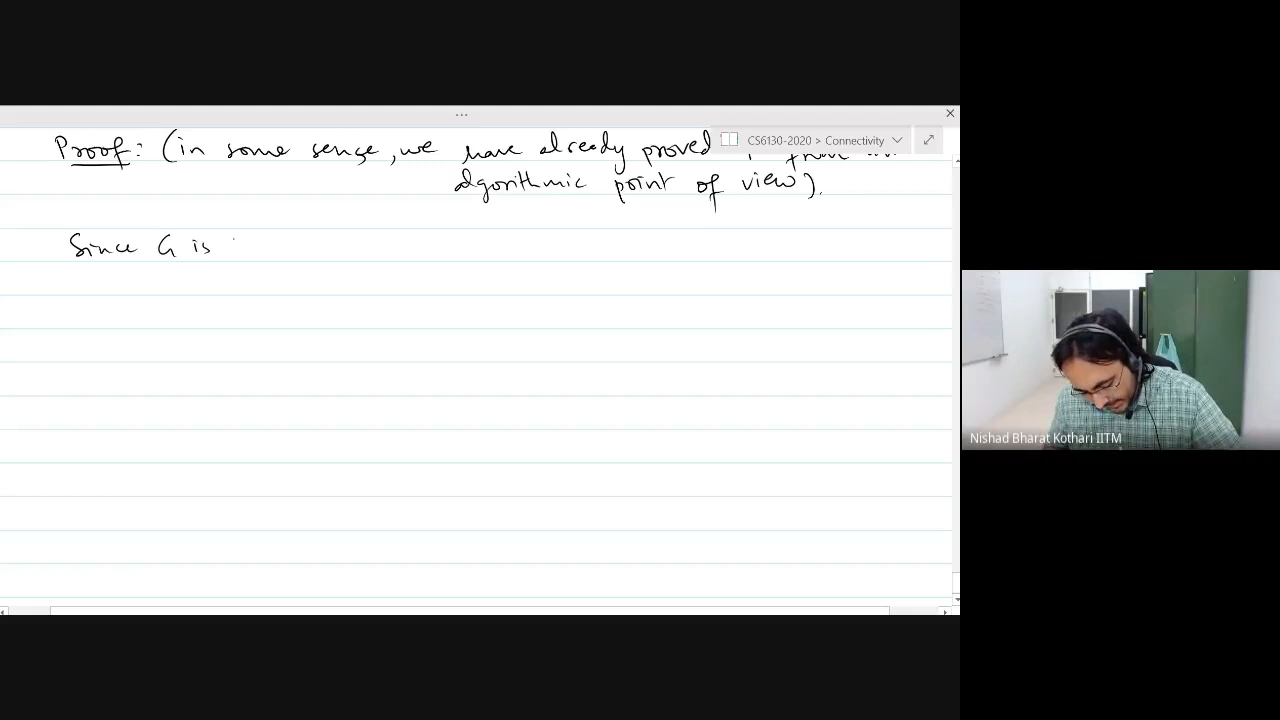 Proof: (in some sense, we have already proved
CS6130-2020 > Connectivity
algorithmic point of view).
Since G is
Nishad Bharat Kothari IITM